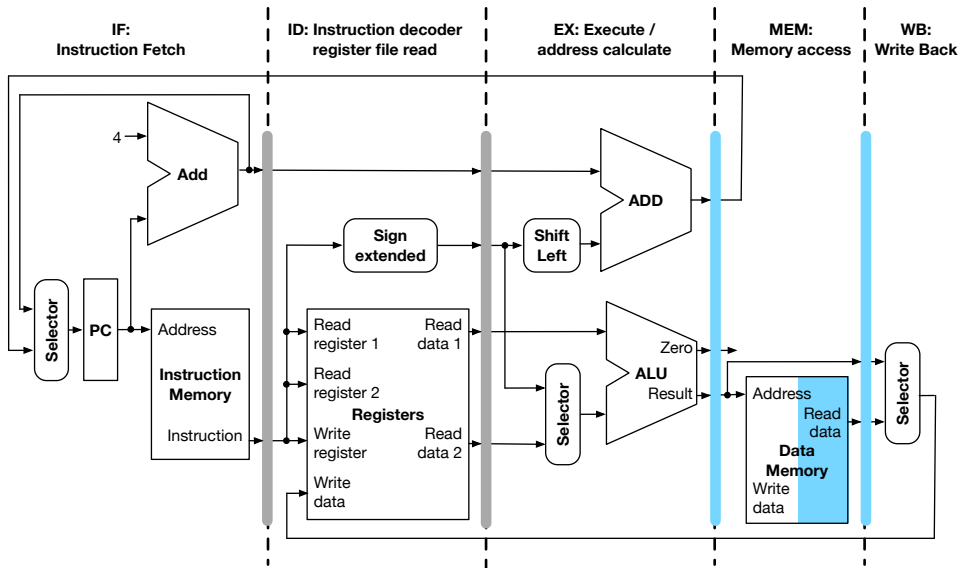 IF:
Instruction Fetch
ID: Instruction decoder
register file read
EX: Execute /
address calculate
MEM:
Memory access
WB:
Write Back
4
Add
ADD
Sign
extended
Shift
Left
Selector
PC
Address
Instruction
Memory
Instruction
Read
register 1
Read
data 1
Read
register 2
Registers
Write
register
Read
data 2
Write
data
Selector
Zero
ALU
Result
Address
Read
data
Data
Memory
Write
data
Selector